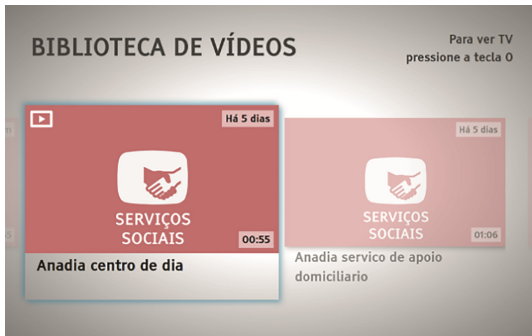 BIBLIOTECA DE VÍDEOS
Para ver TV
pressione a tecla 0
Há 5 dias
SERVIÇOS
SOCIAIS
00:55
Anadia centro de dia
Há 5 dias
SERVIÇOS
SOCIAIS
01:06
Anadia servico de apoio
domiciliario